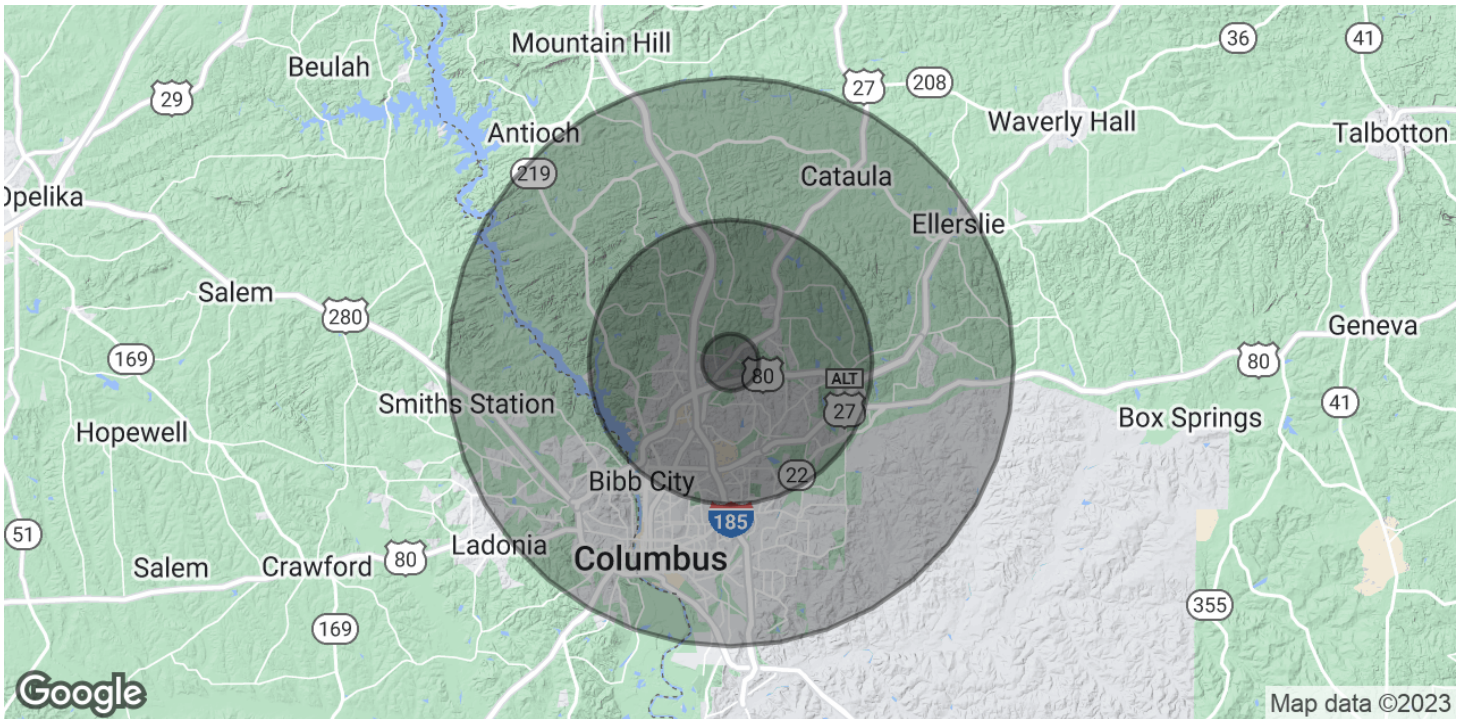 36
41
Mountain Hill
Beulah
27
208
29
Waverly Hall
Antioch
Talbotton
219
Cataula
Opelika
Ellerslie
Salem
280
Geneva
169
80
80
ALT
27
Smiths Station
41
Box Springs
Hopewell
22
Bibb City
185
51
Ladonia
Columbus
80
Salem
Crawford
355
169
Google
Map data ©2023